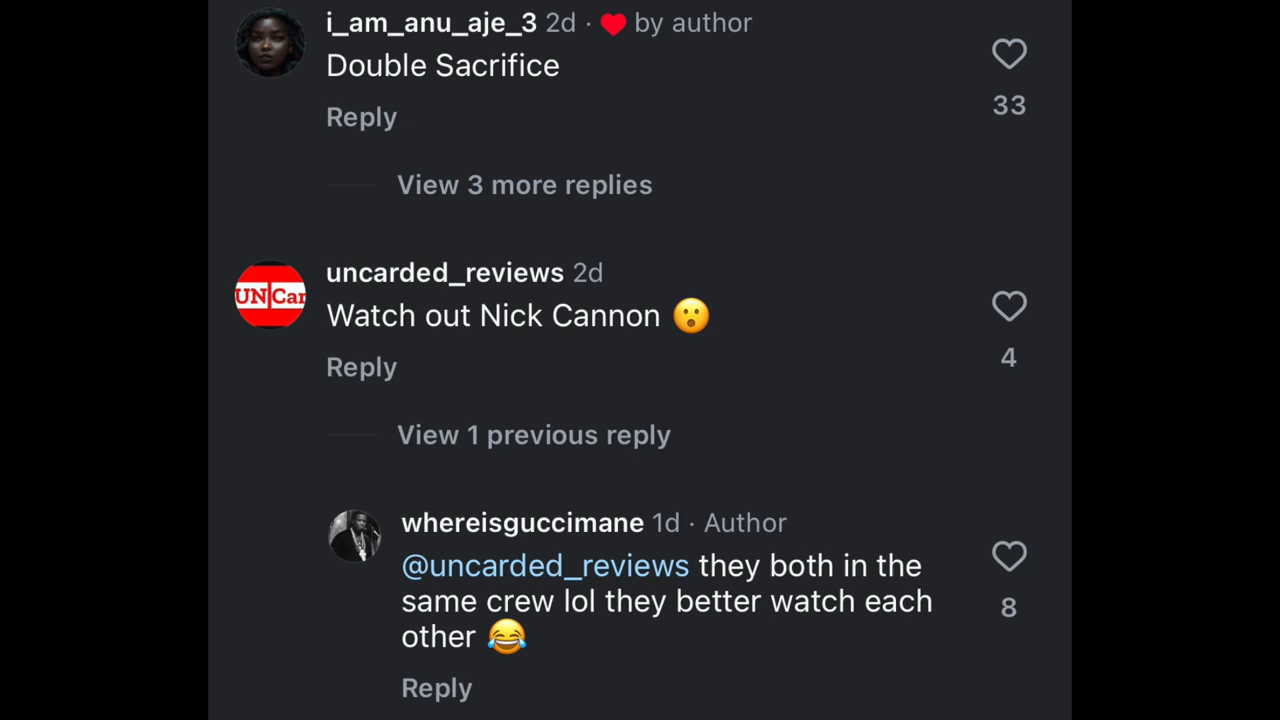 i_am_anu_aje_3 2d · ❤️ by author
Double Sacrifice
33
Reply
View 3 more replies
UNCar
uncarded_reviews 2d
Watch out Nick Cannon 😮
4
Reply
View 1 previous reply
whereisguccimane 1d · Author
@uncarded_reviews they both in the
same crew lol they better watch each
other 😂
8
Reply